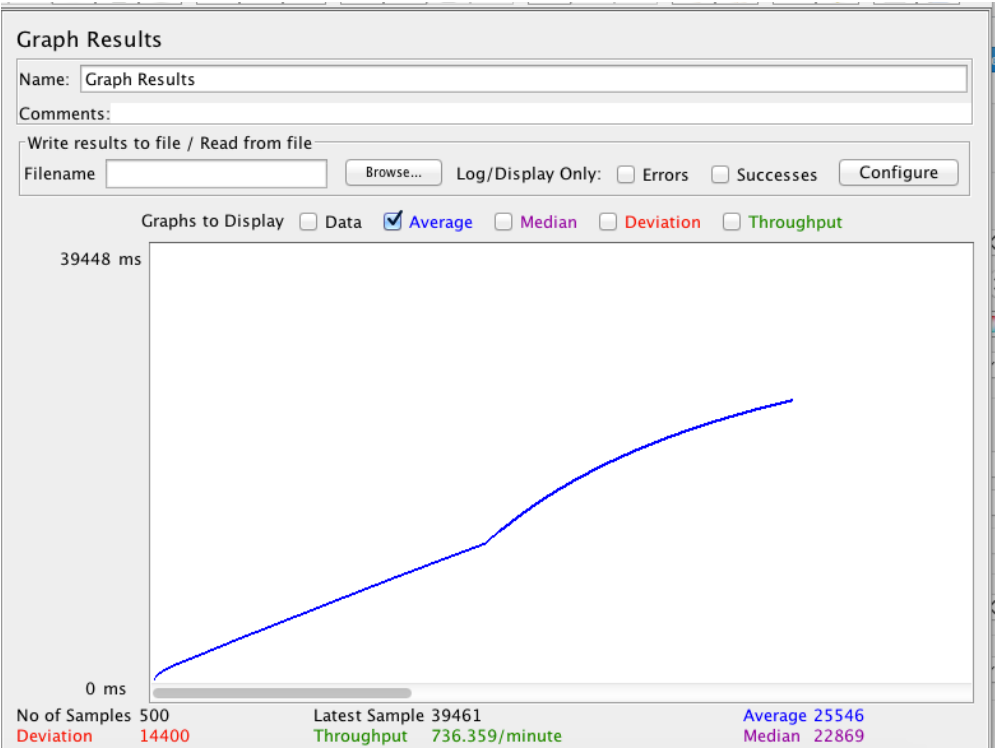 Graph Results
Name: Graph Results
Comments:
Write results to file / Read from file
Filename Browse... Log/Display Only: Errors Successes Configure
Graphs to Display Data Average Median Deviation Throughput
39448 ms
0 ms
No of Samples 500 Latest Sample 39461 Average 25546
Deviation 14400 Throughput 736.359/minute Median 22869